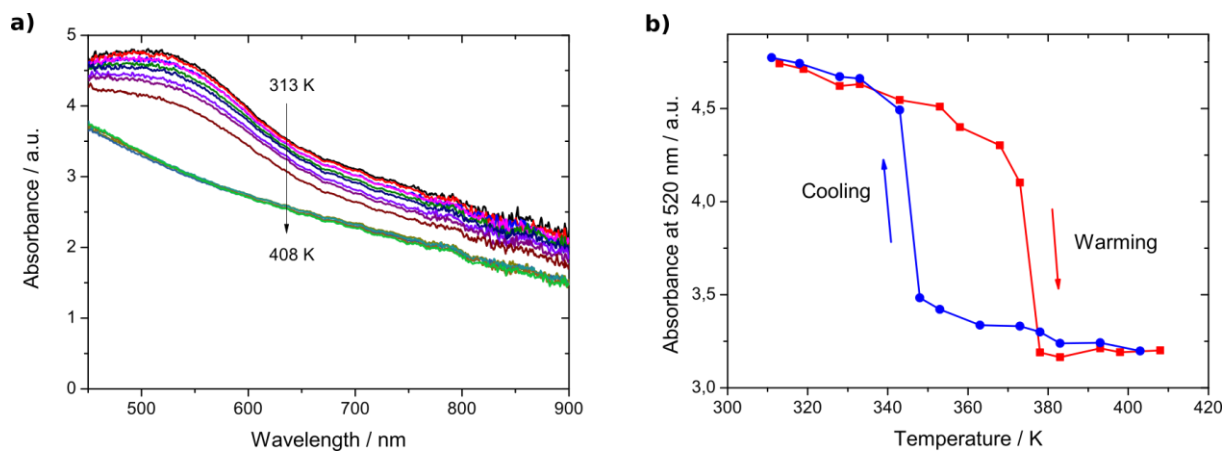 a)
5
4
3
2
1
0
Absorbance / a.u.
313 K
408 K
500
600
700
800
900
Wavelength / nm
b)
4,5
4,0
3,5
3,0
Absorbance at 520 nm / a.u.
Cooling
Warming
300
320
340
360
380
400
420
Temperature / K